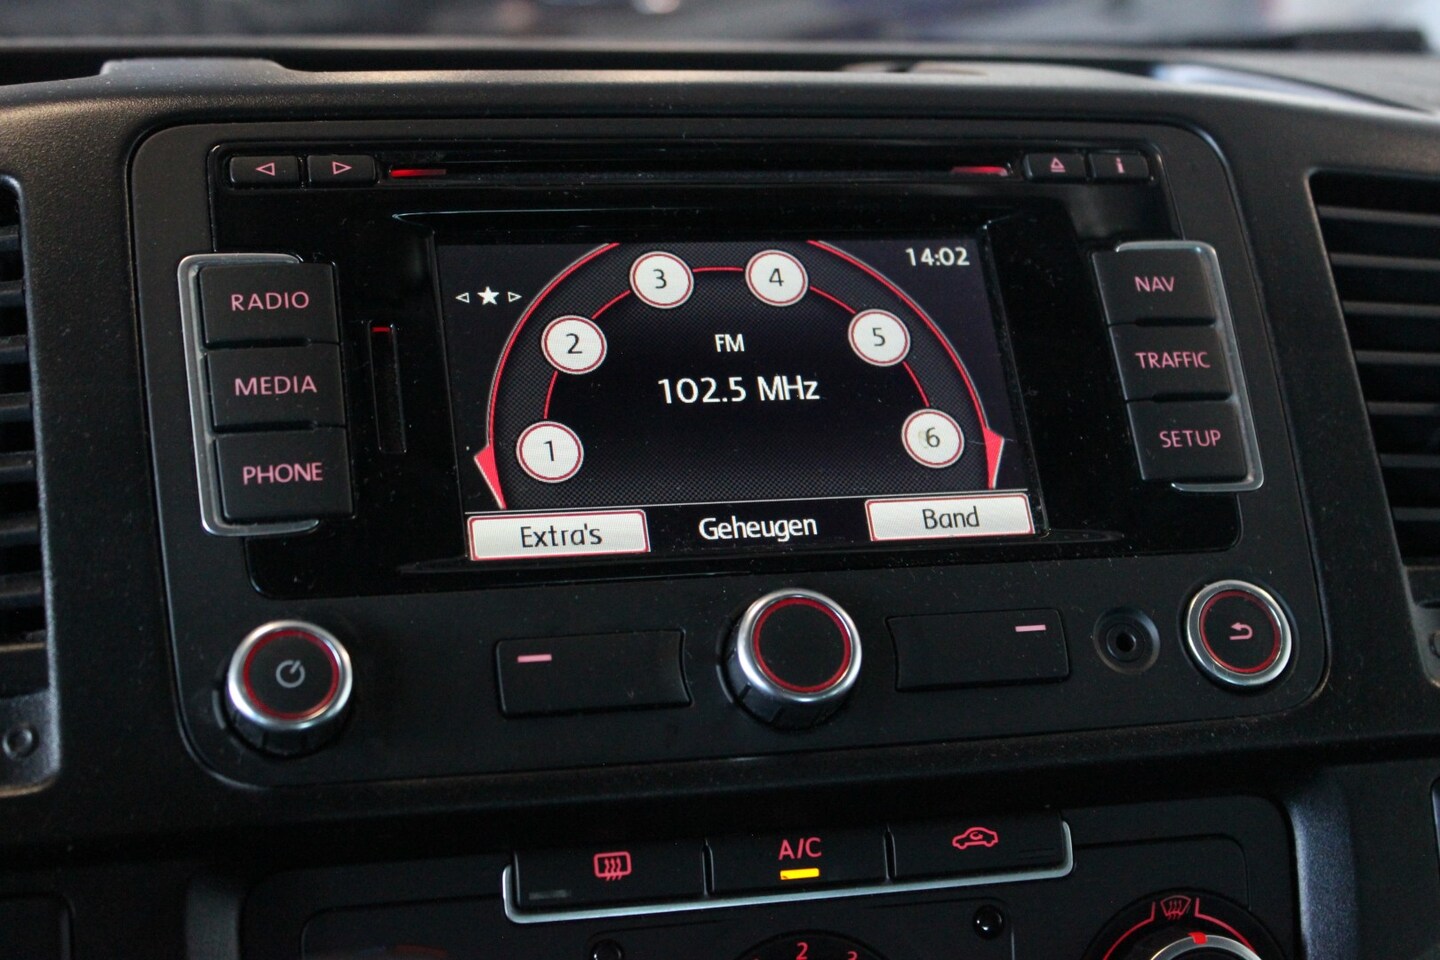 i
14:02
3
4
RADIO
NAV
2
FM
5
MEDIA
102.5 MHz
TRAFFIC
1
6
PHONE
SETUP
Extra's
Geheugen
Band
A/C
2
3